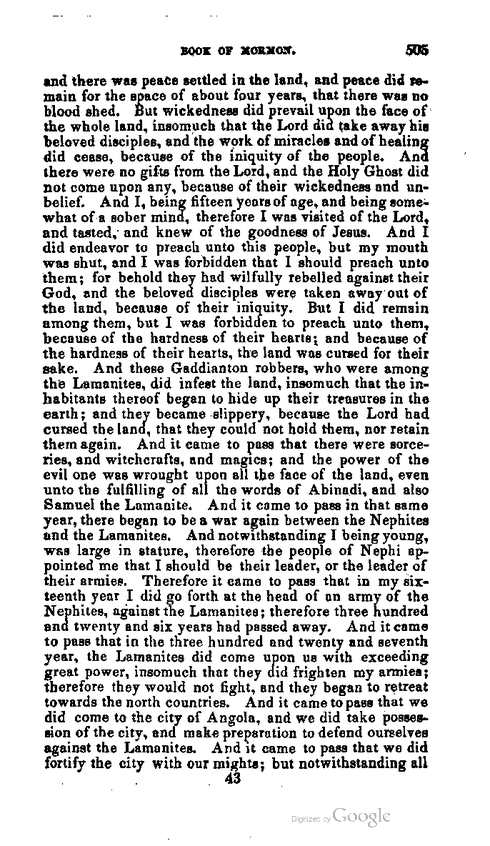 BOOK OF MORMON. 505
and there was peace settled in the land, and peace did re-
main for the space of about four years, that there was no
blood shed. But wickedness did prevail upon the face of
the whole land, insomuch that the Lord did take away his
beloved disciples, and the work of miracles and of healing
did cease, because of the iniquity of the people. And
there were no gifts from the Lord, and the Holy Ghost did
not come upon any, because of their wickedness and un-
belief. And I, being fifteen years of age, and being some-
what of a sober mind, therefore I was visited of the Lord,
and tasted, and knew of the goodness of Jesus. And I
did endeavor to preach unto this people, but my mouth
was shut, and I was forbidden that I should preach unto
them; for behold they had wilfully rebelled against their
God, and the beloved disciples were taken away out of
the land, because of their iniquity. But I did remain
among them, but I was forbidden to preach unto them,
because of the hardness of their hearts; and because of
the hardness of their hearts, the land was cursed for their
sake. And these Gaddianton robbers, who were among
the Lamanites, did infest the land, insomuch that the in-
habitants thereof began to hide up their treasures in the
earth; and they became slippery, because the Lord had
cursed the land, that they could not hold them, nor retain
them again. And it came to pass that there were sorce-
ries, and witchcrafts, and magics; and the power of the
evil one was wrought upon all the face of the land, even
unto the fulfilling of all the words of Abinadi, and also
Samuel the Lamanite. And it came to pass in that same
year, there began to be a war again between the Nephites
and the Lamanites. And notwithstanding I being young,
was large in stature, therefore the people of Nephi ap-
pointed me that I should be their leader, or the leader of
their armies. Therefore it came to pass that in my six-
teenth year I did go forth at the head of an army of the
Nephites, against the Lamanites; therefore three hundred
and twenty and six years had passed away. And it came
to pass that in the three hundred and twenty and seventh
year, the Lamanites did come upon us with exceeding
great power, insomuch that they did frighten my armies;
therefore they would not fight, and they began to retreat
towards the north countries. And it came to pass that we
did come to the city of Angola, and we did take posses-
sion of the city, and make preparation to defend ourselves
against the Lamanites. And it came to pass that we did
fortify the city with our mights; but notwithstanding all
43
Digitized by Google